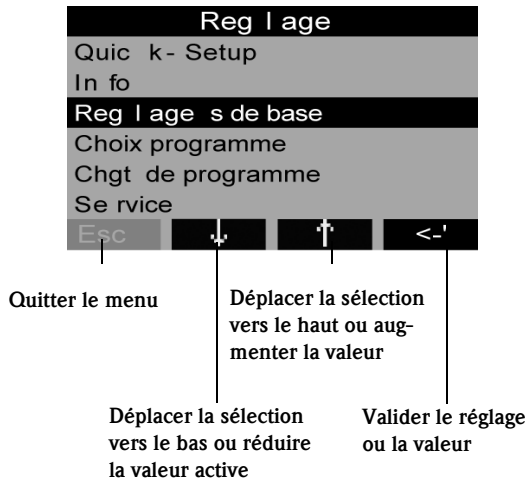 Reg l age
Quic k- Setup
In fo
Reg l age s de base
Choix programme
Chgt de programme
Se rvice
Esc ↓ ↑ <-'
Quitter le menu
Déplacer la sélection
vers le haut ou aug-
menter la valeur
Déplacer la sélection
vers le bas ou réduire
la valeur active
Valider le réglage
ou la valeur